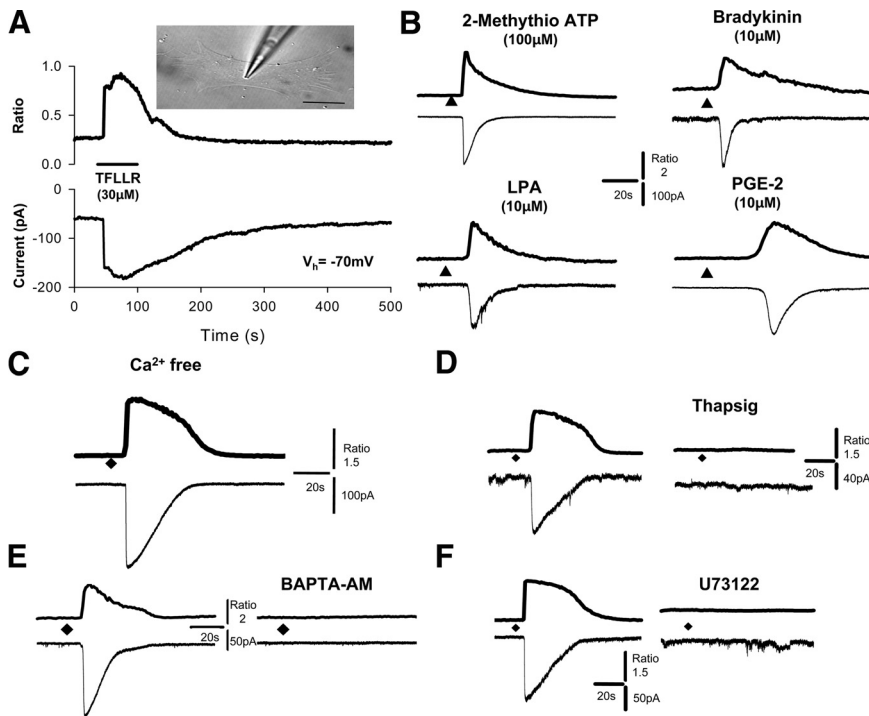 A
1.0
Ratio
0.5
0.0
TFLLR
(30μM)
0
Current (pA)
-100
Vh= -70mV
-200
0 100 200 300 400 500
Time (s)
B
2-Methythio ATP
(100μM)
Bradykinin
(10μM)
Ratio
2
20s
100pA
LPA
(10μM)
PGE-2
(10μM)
C
Ca²⁺ free
Ratio
1.5
20s
100pA
D
Thapsig
Ratio
1.5
20s
40pA
E
BAPTA-AM
Ratio
2
20s
50pA
F
U73122
Ratio
1.5
20s
50pA